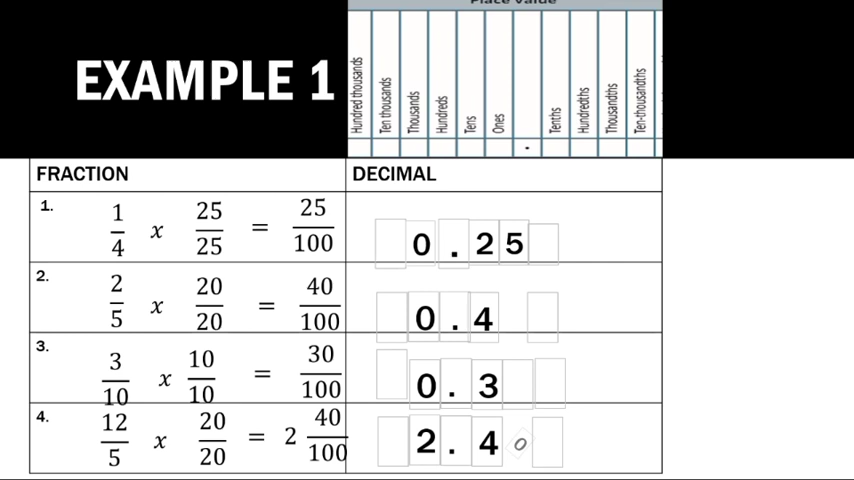 Place Value
EXAMPLE 1
Hundred thousands
Ten thousands
Thousands
Hundreds
Tens
Ones
.
Tenths
Hundredths
Thousandths
Ten-thousandths
FRACTION DECIMAL
1. 1/4 x 25/25 = 25/100 0.25
2. 2/5 x 20/20 = 40/100 0.4
3. 3/10 x 10/10 = 30/100 0.3
4. 12/5 x 20/20 = 2 40/100 2.40